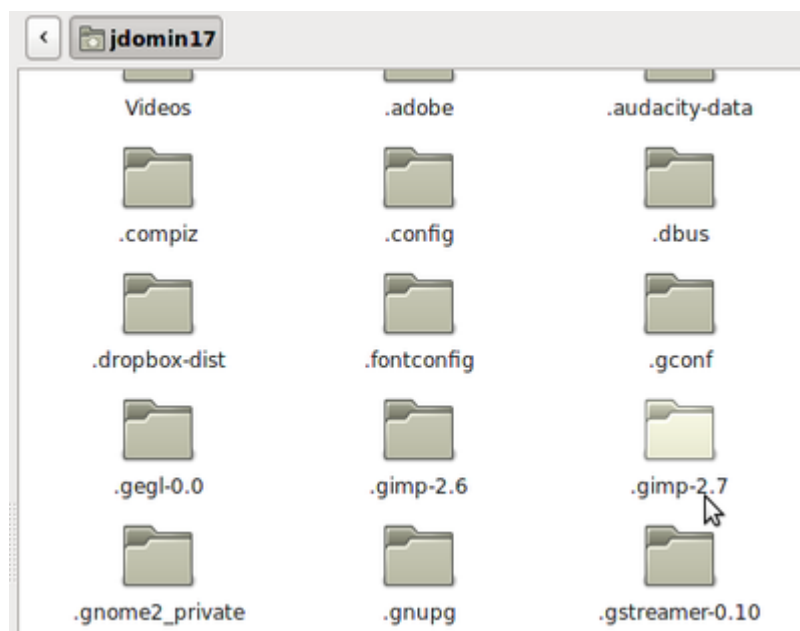 jdomin17
Videos .adobe .audacity-data
.compiz .config .dbus
.dropbox-dist .fontconfig .gconf
.gegl-0.0 .gimp-2.6 .gimp-2.7
.gnome2_private .gnupg .gstreamer-0.10